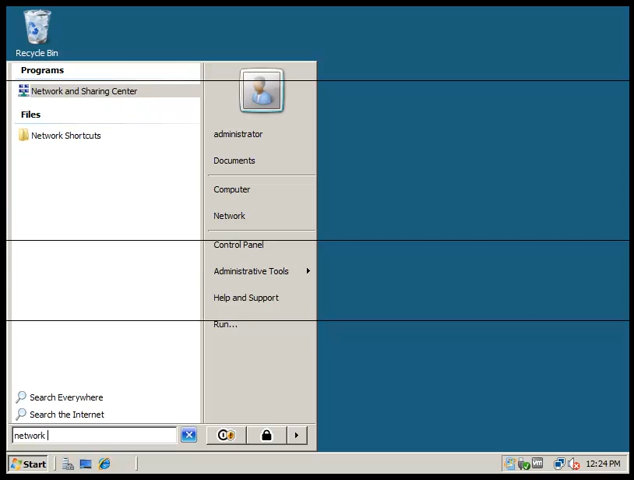 Recycle Bin
Programs
Network and Sharing Center
Files
Network Shortcuts
Search Everywhere
Search the Internet
network
administrator
Documents
Computer
Network
Control Panel
Administrative Tools
Help and Support
Run...
Start
12:24 PM